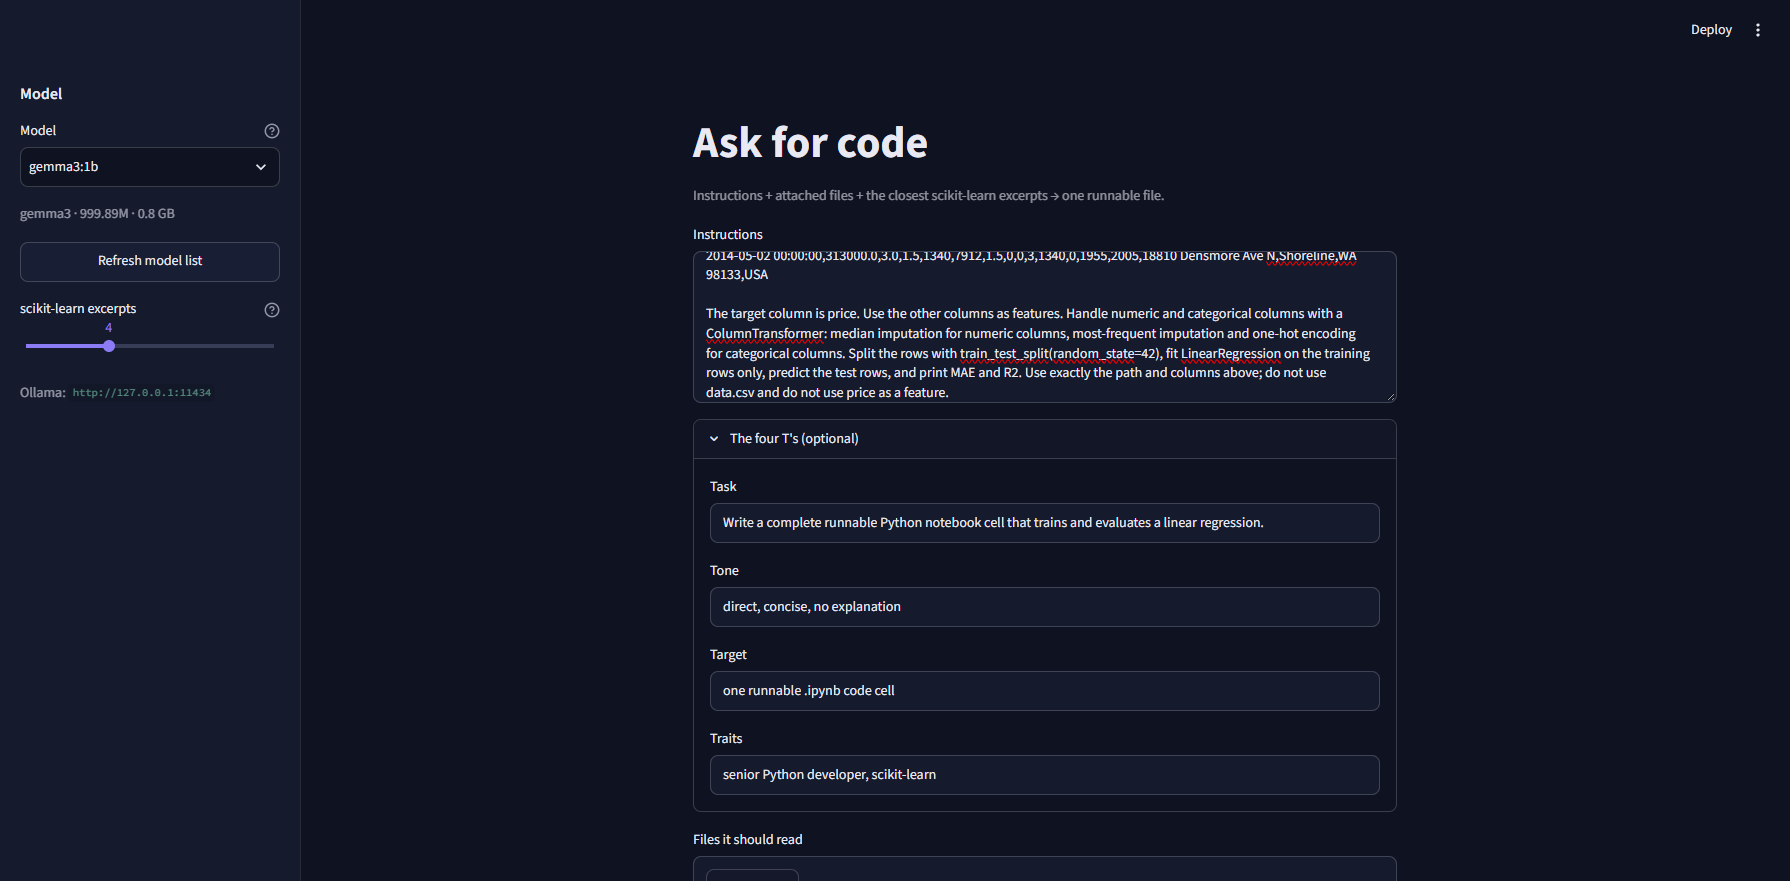 Deploy
Model
Model
gemma3:1b
gemma3 · 999.89M · 0.8 GB
Refresh model list
scikit-learn excerpts
4
Ollama: http://127.0.0.1:11434
Ask for code
Instructions + attached files + the closest scikit-learn excerpts → one runnable file.
Instructions
2014-05-02 00:00:00,313000.0,3.0,1.5,1340,7912,1.5,0,0,3,1340,0,1955,2005,18810 Densmore Ave N,Shoreline,WA
98133,USA
The target column is price. Use the other columns as features. Handle numeric and categorical columns with a
ColumnTransformer: median imputation for numeric columns, most-frequent imputation and one-hot encoding
for categorical columns. Split the rows with train_test_split(random_state=42), fit LinearRegression on the training
rows only, predict the test rows, and print MAE and R2. Use exactly the path and columns above; do not use
data.csv and do not use price as a feature.
The four T's (optional)
Task
Write a complete runnable Python notebook cell that trains and evaluates a linear regression.
Tone
direct, concise, no explanation
Target
one runnable .ipynb code cell
Traits
senior Python developer, scikit-learn
Files it should read